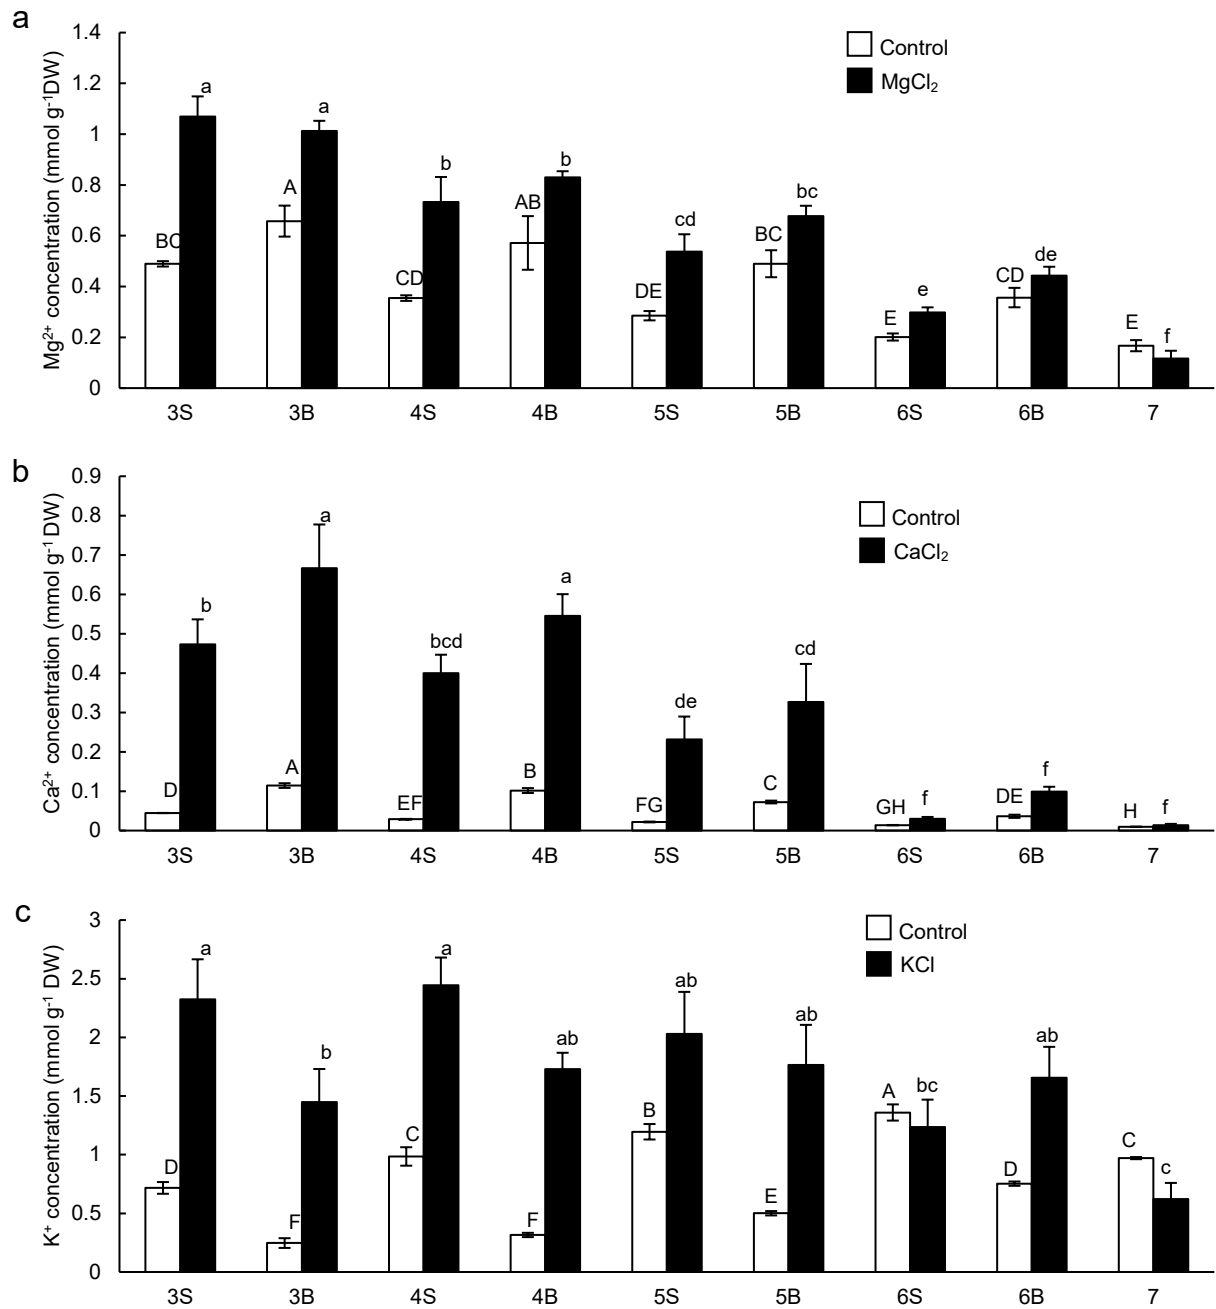 a
1.4
1.2
1
0.8
0.6
0.4
0.2
0
Mg²⁺ concentration (mmol g⁻¹DW)
Control
MgCl₂
BC a
A a
CD b
AB b
DE cd
BC bc
E e
CD de
E f
3S 3B 4S 4B 5S 5B 6S 6B 7
b
0.9
0.8
0.7
0.6
0.5
0.4
0.3
0.2
0.1
0
Ca²⁺ concentration (mmol g⁻¹ DW)
Control
CaCl₂
D b
A a
EF bcd
B a
FG de
C cd
GH f
DE f
H f
3S 3B 4S 4B 5S 5B 6S 6B 7
c
3
2.5
2
1.5
1
0.5
0
K⁺ concentration (mmol g⁻¹ DW)
Control
KCl
D a
F b
C a
F ab
B ab
E ab
A bc
D ab
C c
3S 3B 4S 4B 5S 5B 6S 6B 7